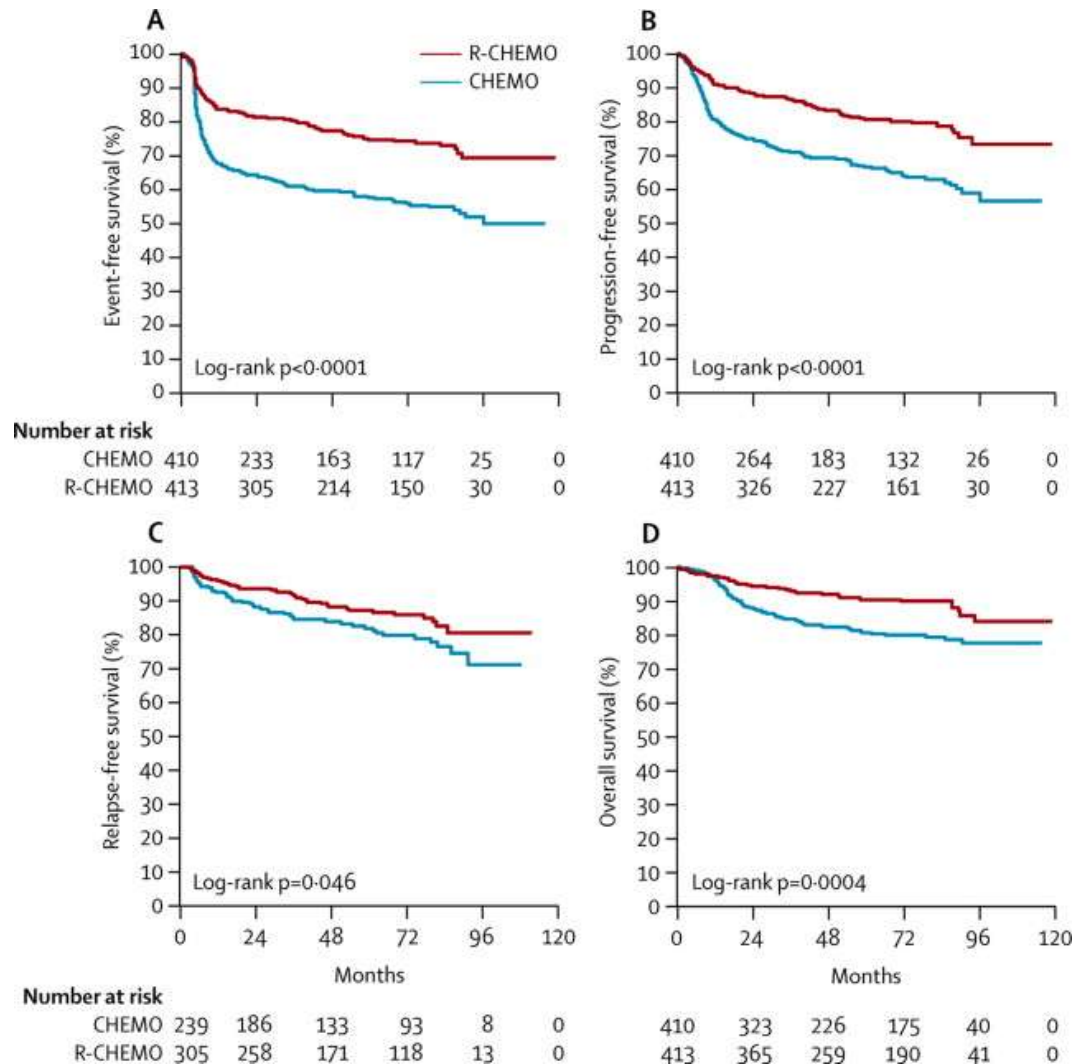 A
R-CHEMO
CHEMO
Event-free survival (%)
100
90
80
70
60
50
40
30
20
10
0
Log-rank p<0·0001
B
Progression-free survival (%)
100
90
80
70
60
50
40
30
20
10
0
Log-rank p<0·0001
Number at risk
CHEMO 410 233 163 117 25 0
R-CHEMO 413 305 214 150 30 0
410 264 183 132 26 0
413 326 227 161 30 0
C
Relapse-free survival (%)
100
90
80
70
60
50
40
30
20
10
0
Log-rank p=0·046
0 24 48 72 96 120
Months
D
Overall survival (%)
100
90
80
70
60
50
40
30
20
10
0
Log-rank p=0·0004
0 24 48 72 96 120
Months
Number at risk
CHEMO 239 186 133 93 8 0
R-CHEMO 305 258 171 118 13 0
410 323 226 175 40 0
413 365 259 190 41 0